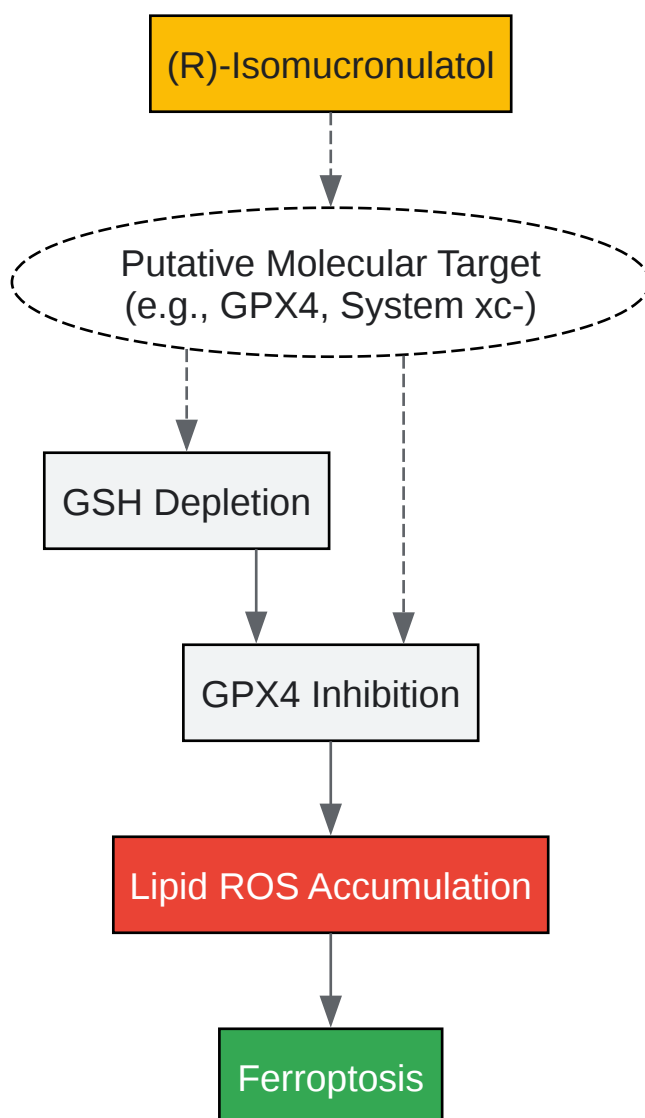 (R)-Isomucronulatol
Putative Molecular Target
(e.g., GPX4, System xc-)
GSH Depletion
GPX4 Inhibition
Lipid ROS Accumulation
Ferroptosis